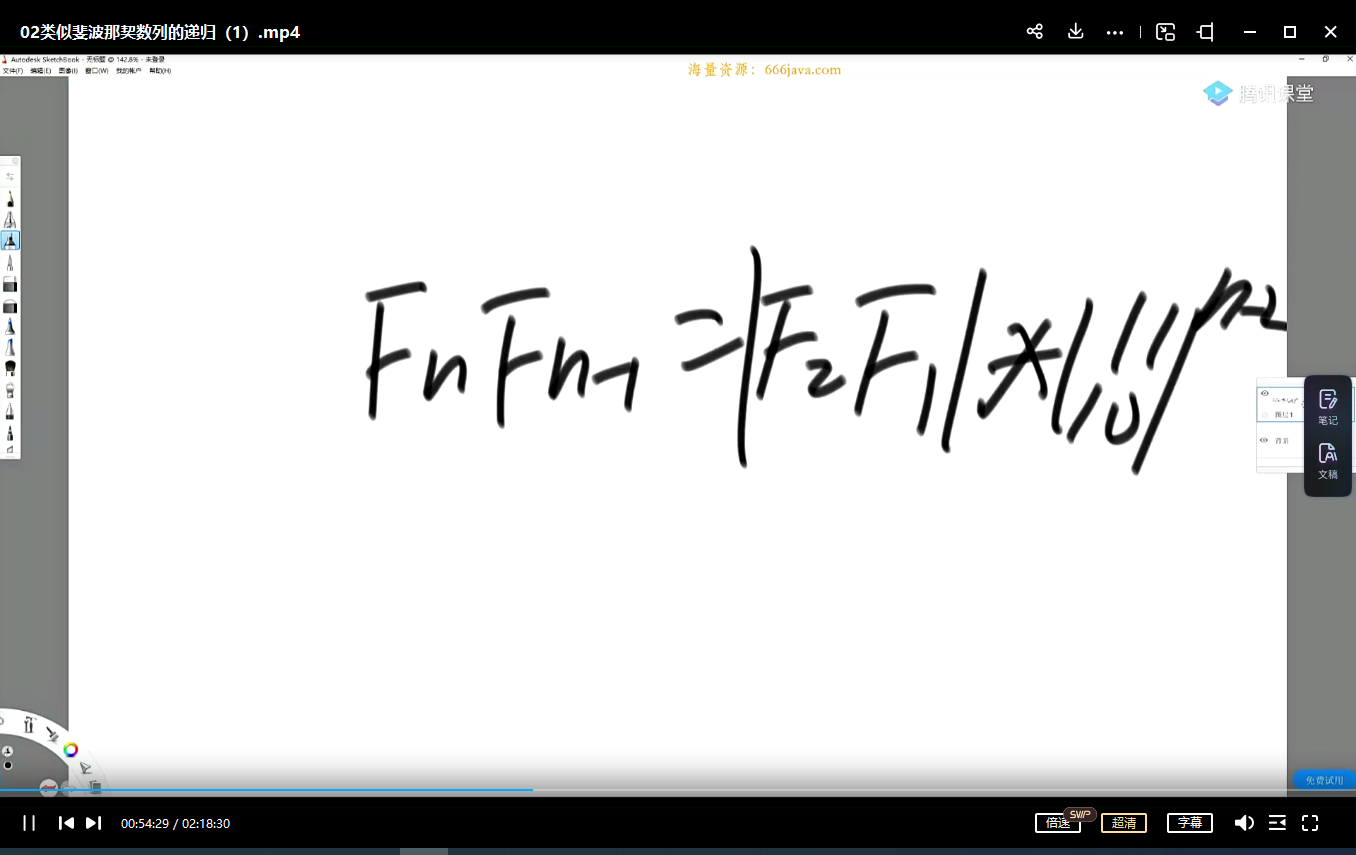 02类似斐波那契数列的递归（1）.mp4
Autodesk SketchBook - 无标题 @ 142.8% - 未登录
文件(F) 编辑(E) 图像(I) 窗口(W) 我的帐户 帮助(H)
海量资源：666java.com
腾讯课堂
Fn Fn-1 = |F2 F1| * |1 1|^n-2
1 0
笔记
图层1
背景
文稿
免费试用
00:54:29 / 02:18:30
倍速
SWP
超清
字幕